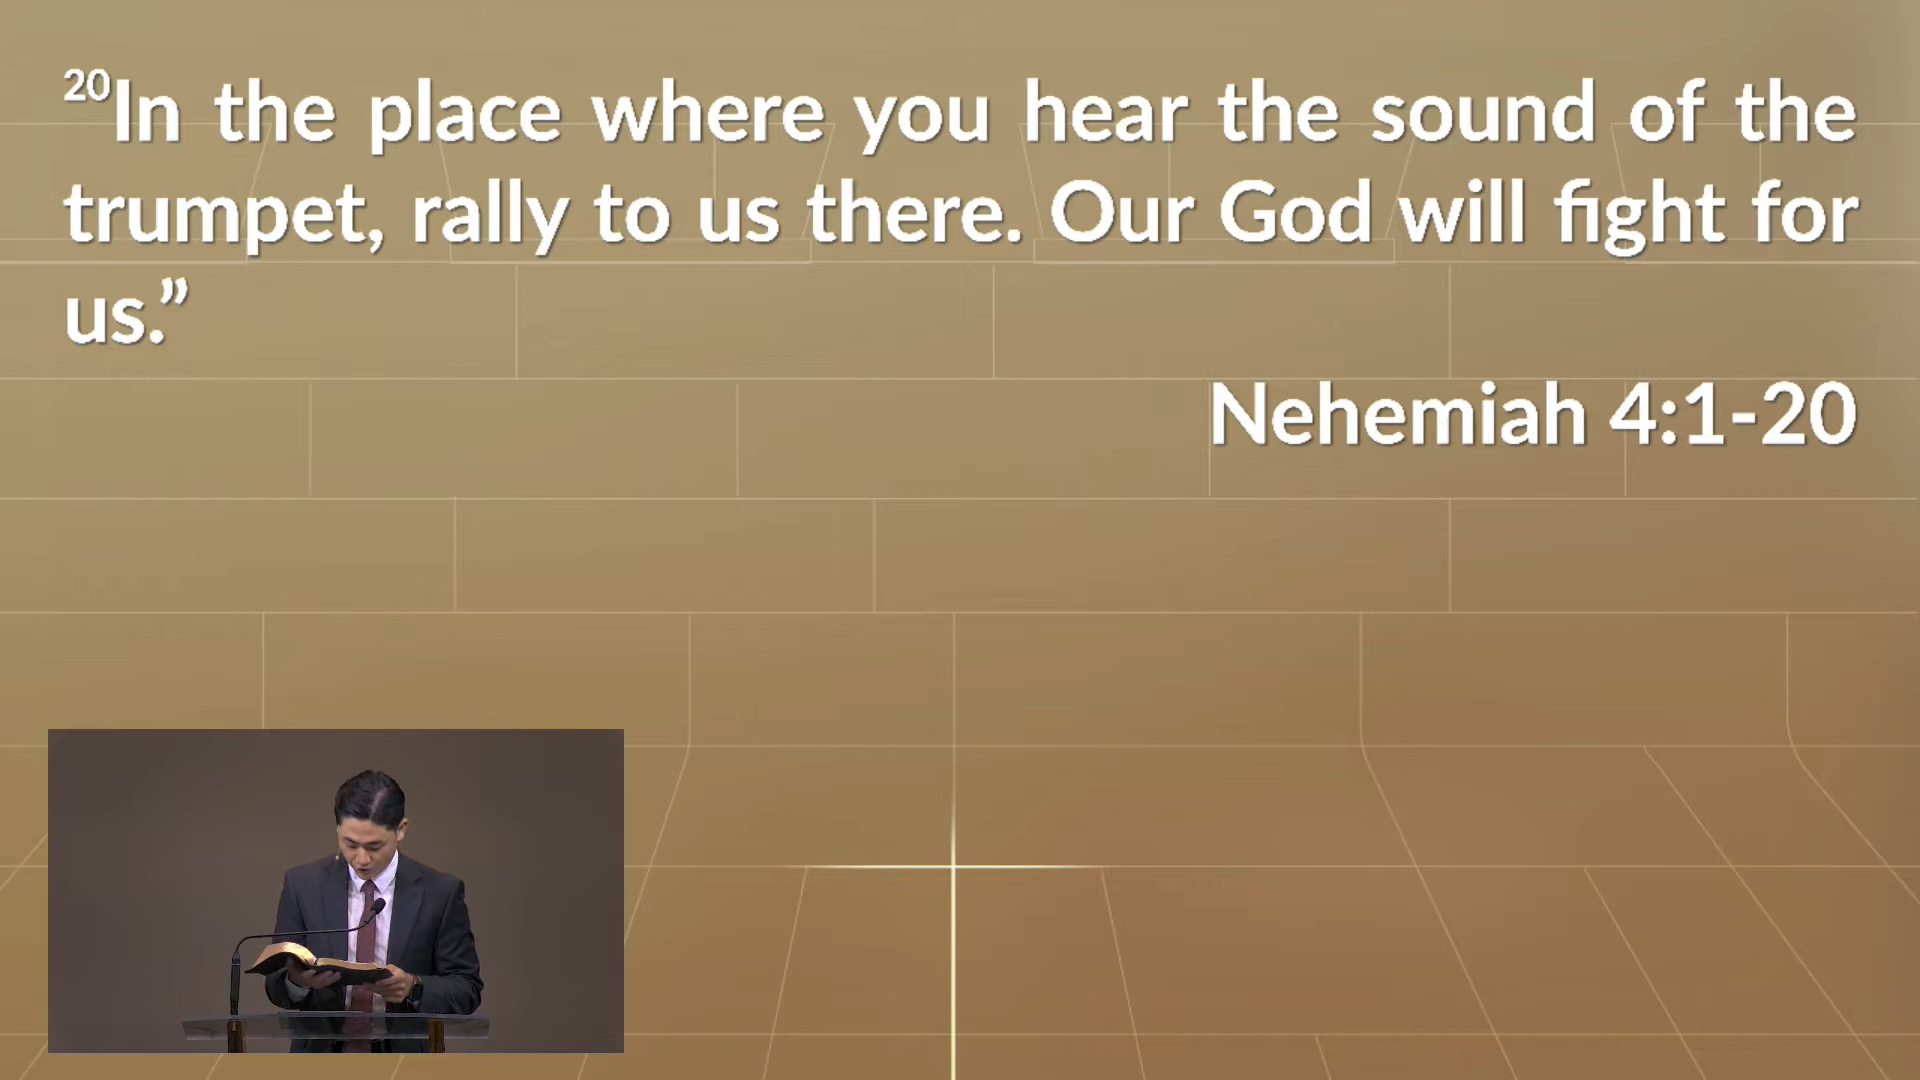 20In the place where you hear the sound of the
trumpet, rally to us there. Our God will fight for
us.”
Nehemiah 4:1-20